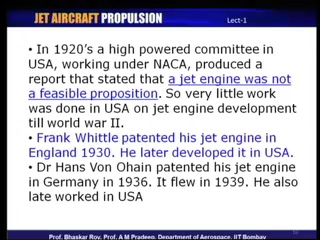 JET AIRCRAFT PROPULSION
Lect-1
• In 1920's a high powered committee in
USA, working under NACA, produced a
report that stated that a jet engine was not
a feasible proposition. So very little work
was done in USA on jet engine development
till world war II.
• Frank Whittle patented his jet engine in
England 1930. He later developed it in USA.
• Dr Hans Von Ohain patented his jet engine
in Germany in 1936. It flew in 1939. He also
late worked in USA
Prof. Bhaskar Roy, Prof. A M Pradeep, Department of Aerospace, IIT Bombay